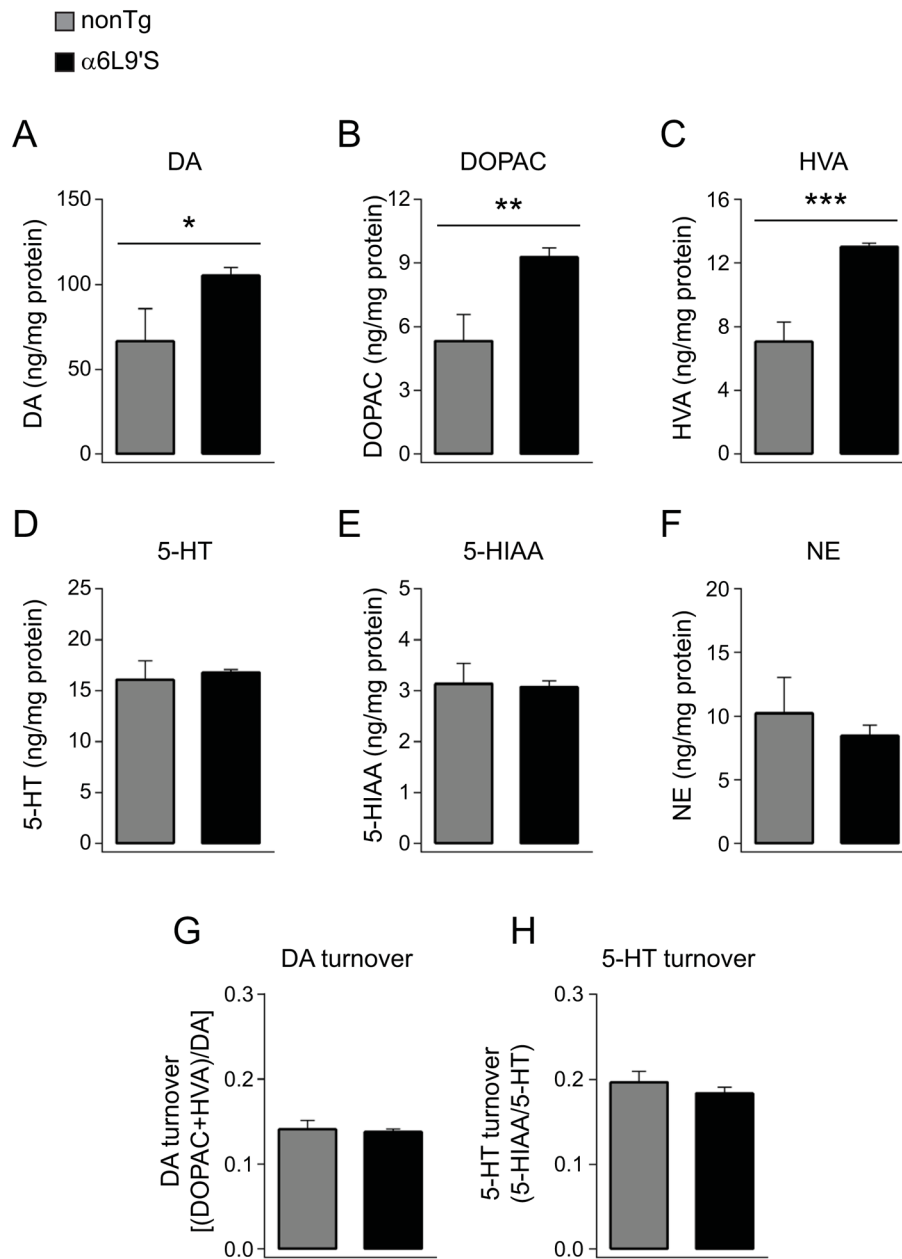 nonTg
α6L9'S
A
DA
DA (ng/mg protein)
150
100
50
0
*
B
DOPAC
DOPAC (ng/mg protein)
12
9
6
3
0
**
C
HVA
HVA (ng/mg protein)
16
12
8
4
0
***
D
5-HT
5-HT (ng/mg protein)
25
20
15
10
5
0
E
5-HIAA
5-HIAA (ng/mg protein)
5
4
3
2
1
0
F
NE
NE (ng/mg protein)
20
15
10
5
0
G
DA turnover
DA turnover
[(DOPAC+HVA)/DA]
0.3
0.2
0.1
0.0
H
5-HT turnover
5-HT turnover
(5-HIAA/5-HT)
0.3
0.2
0.1
0.0